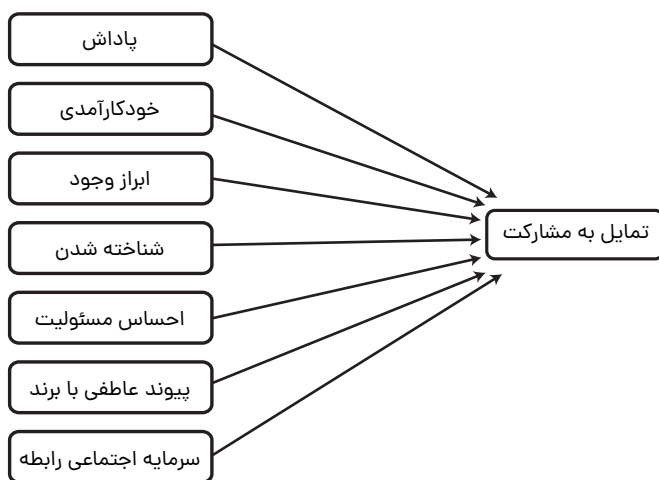 پاداش
خودکارآمدی
ابراز وجود
شناخته شدن
احساس مسئولیت
پیوند عاطفی با برند
سرمایه اجتماعی رابطه
تمایل به مشارکت